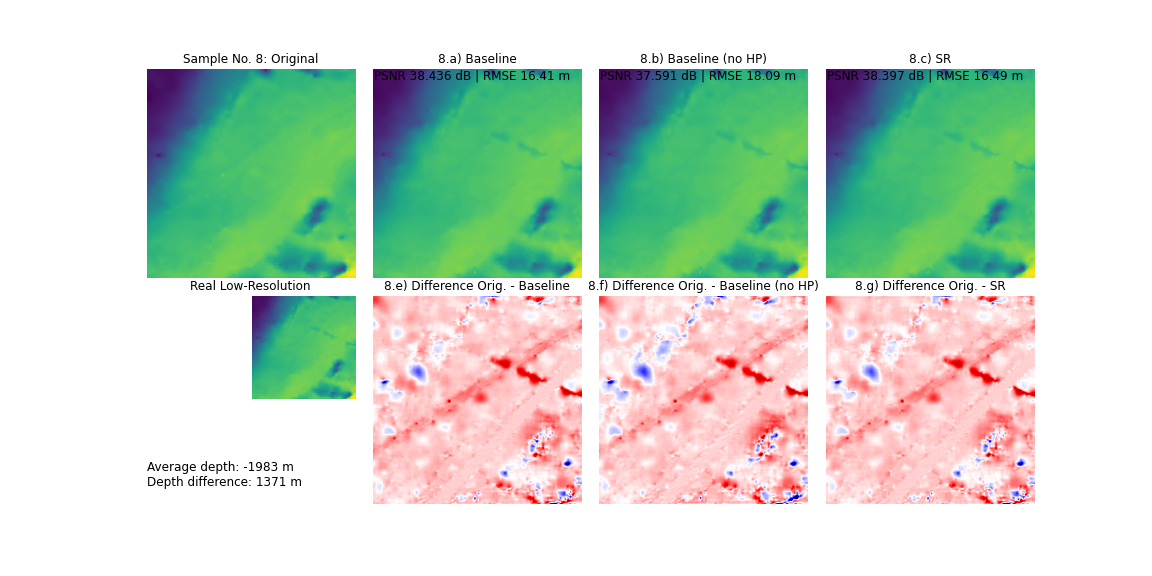 Sample No. 8: Original
8.a) Baseline
8.b) Baseline (no HP)
8.c) SR
PSNR 38.436 dB | RMSE 16.41 m
PSNR 37.591 dB | RMSE 18.09 m
PSNR 38.397 dB | RMSE 16.49 m
Real Low-Resolution
8.e) Difference Orig. - Baseline
8.f) Difference Orig. - Baseline (no HP)
8.g) Difference Orig. - SR
Average depth: -1983 m
Depth difference: 1371 m